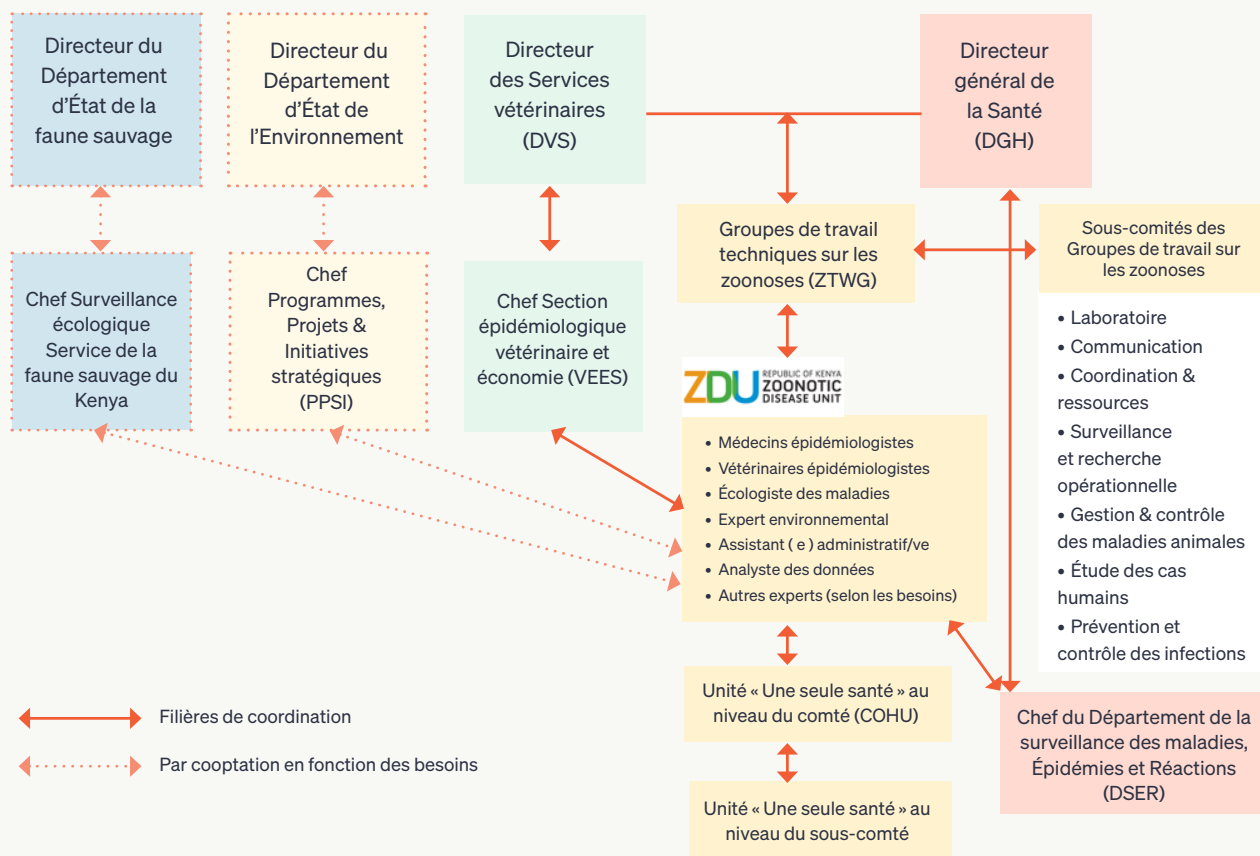 Directeur du
Département
d'État de la
faune sauvage
Directeur du
Département
d'État de
l'Environnement
Directeur
des Services
vétérinaires
(DVS)
Directeur
général de
la Santé
(DGH)
Groupes de travail
techniques sur les
zoonoses (ZTWG)
Sous-comités des
Groupes de travail sur
les zoonoses
Chef Surveillance
écologique
Service de la
faune sauvage du
Kenya
Chef
Programmes,
Projets &
Initiatives
stratégiques
(PPSI)
Chef Section
épidémiologique
vétérinaire et
économie (VEES)
• Laboratoire
• Communication
• Coordination &
ressources
• Surveillance
et recherche
opérationnelle
• Gestion & contrôle
des maladies animales
• Étude des cas
humains
• Prévention et
contrôle des infections
ZDU
REPUBLIC OF KENYA
ZOONOTIC
DISEASE UNIT
• Médecins épidémiologistes
• Vétérinaires épidémiologistes
• Écologiste des maladies
• Expert environnemental
• Assistant ( e ) administratif/ve
• Analyste des données
• Autres experts (selon les besoins)
Unité « Une seule santé » au
niveau du comté (COHU)
Chef du Département de la
surveillance des maladies,
Épidémies et Réactions
(DSER)
Unité « Une seule santé » au
niveau du sous-comté
Filières de coordination
Par cooptation en fonction des besoins